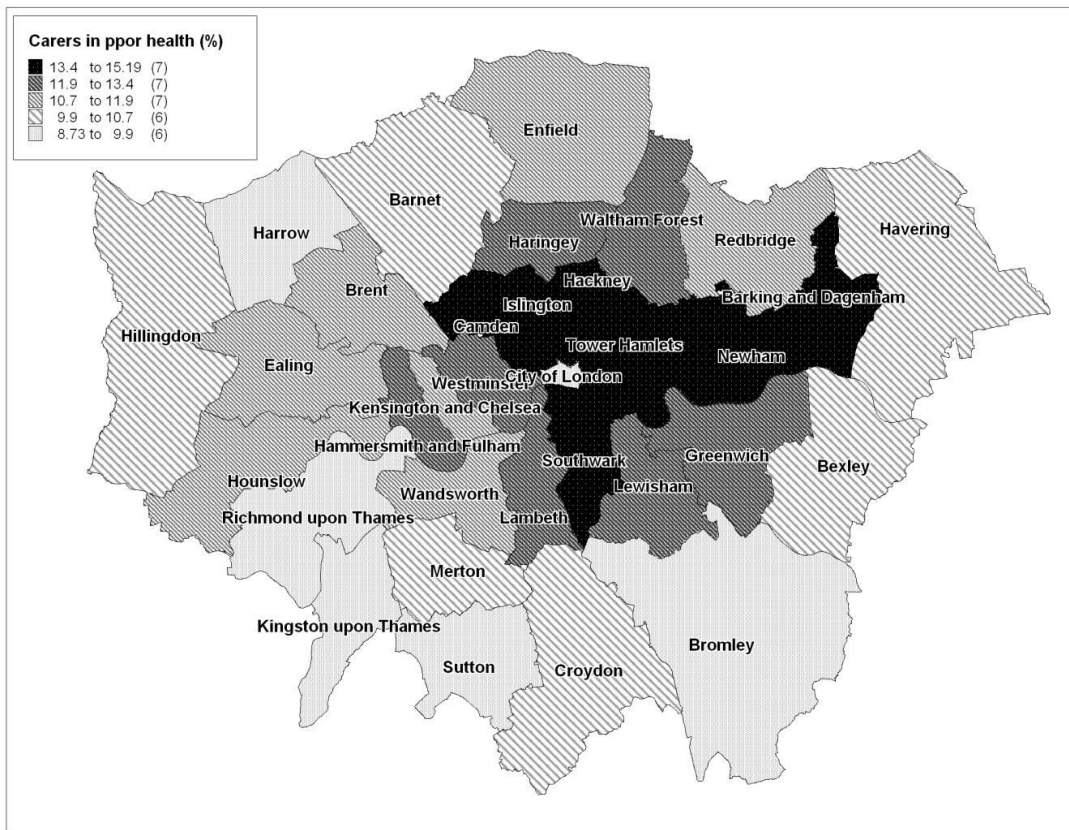 Carers in ppor health (%)
13.4 to 15.19 (7)
11.9 to 13.4 (7)
10.7 to 11.9 (7)
9.9 to 10.7 (6)
8.73 to 9.9 (6)
Enfield
Barnet
Harrow
Haringey
Waltham Forest
Redbridge
Havering
Brent
Hackney
Islington
Barking and Dagenham
Camden
Hillingdon
Ealing
Tower Hamlets
Newham
City of London
Westminster
Kensington and Chelsea
Hammersmith and Fulham
Greenwich
Southwark
Bexley
Hounslow
Wandsworth
Lewisham
Richmond upon Thames
Lambeth
Merton
Kingston upon Thames
Sutton
Croydon
Bromley